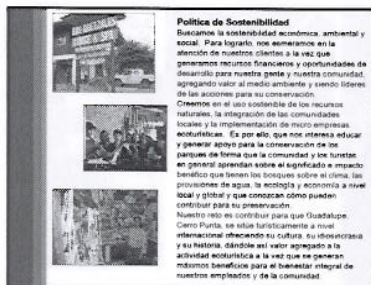 Política de Sostenibilidad
Buscamos la sostenibilidad económica, ambiental y
social. Para lograrlo, nos esmeramos en la
atención de nuestros clientes a la vez que
generamos recursos financieros y oportunidades de
desarrollo para nuestra gente y nuestra comunidad,
agregando valor al medio ambiente y siendo líderes
de las acciones para su conservación.
Creemos en el uso sostenible de los recursos
naturales, la integración de las comunidades
locales y la implementación de micro empresas
ecoturísticas. Es por ello, que nos interesa educar
y generar apoyo para la conservación de los
parques de forma que la comunidad y los turistas
en general aprendan sobre el significado e impacto
benéfico que tienen los bosques sobre el clima, las
provisiones de agua, la ecología y economía a nivel
local y global y que conozcan cómo pueden
contribuir para su preservación.
Nuestro reto es contribuir para que Guadalupe,
Cerro Punta, se sitúe turísticamente a nivel
internacional ofreciendo su cultura, su idiosincrasia
y su historia, dándole así valor agregado a la
actividad ecoturística a la vez que se generan
máximos beneficios para el bienestar integral de
nuestros empleados y de la comunidad.